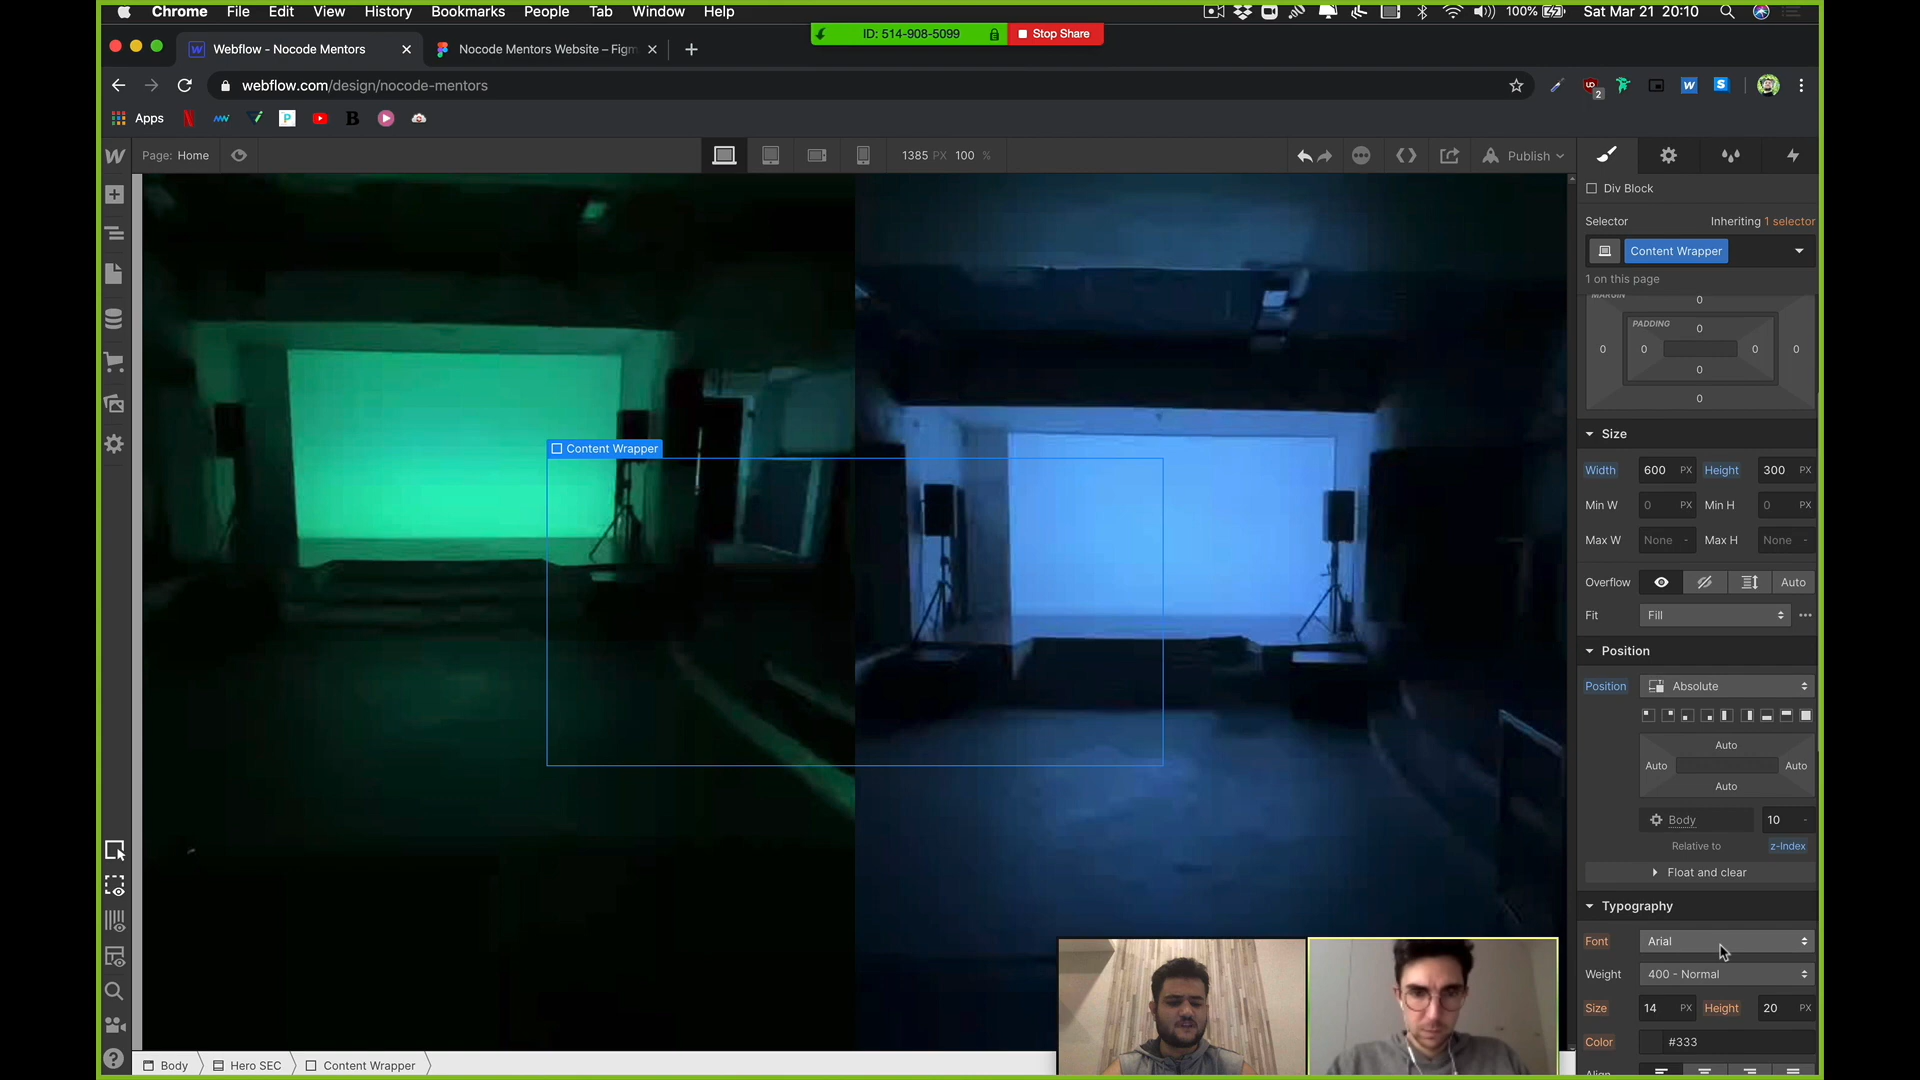 Chrome File Edit View History Bookmarks People Tab Window Help 100% Sat Mar 21 20:10
ID: 514-908-5099 Stop Share
Webflow - Nocode Mentors Nocode Mentors Website – Figm
webflow.com/design/nocode-mentors 2
Apps
Page: Home 1385 PX 100 % Publish
Div Block
Selector Inheriting 1 selector
Content Wrapper
1 on this page
MARGIN 0
PADDING 0
0 0 0 0
0
0
Size
Width 600 PX Height 300 PX
Min W 0 PX Min H 0 PX
Max W None - Max H None -
Overflow Auto
Fit Fill
Position
Position Absolute
Auto
Auto Auto
Auto
Body 10 -
Relative to z-Index
Float and clear
Typography
Font Arial
Weight 400 - Normal
Size 14 PX Height 20 PX
Color #333
Align
Content Wrapper
Body Hero SEC Content Wrapper